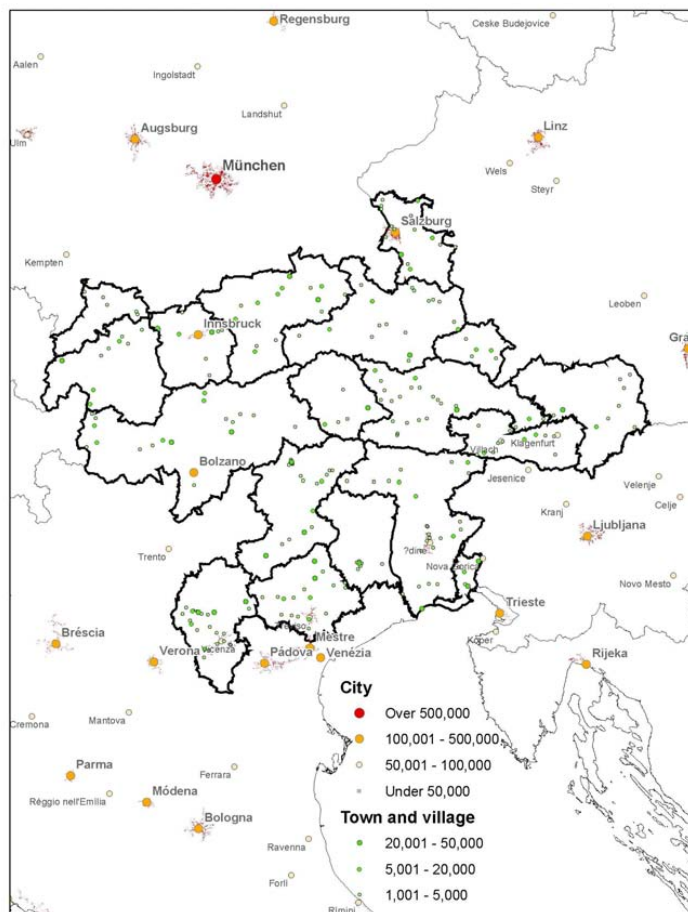 Regensburg
Ceske Budejovice
Aalen
Ingolstadt
Landshut
Augsburg
Linz
Ulm
München
Wels
Steyr
Salzburg
Kempten
Leoben
Innsbruck
Gra
Klagenfurt
Villach
Bolzano
Jesenice
Velenje
Celje
Kranj
Ljubljana
?dine
Trento
Nova Gorica
Novo Mesto
Trieste
Treviso
Koper
Bréscia
Mestre
Vicenza
Verona
Pádova
Venézia
Rijeka
City
Over 500,000
Cremona
Mantova
100,001 - 500,000
50,001 - 100,000
Parma
Ferrara
Under 50,000
Réggio nell'Emília
Módena
Town and village
Bologna
20,001 - 50,000
Ravenna
5,001 - 20,000
Forlì
1,001 - 5,000
Rímini